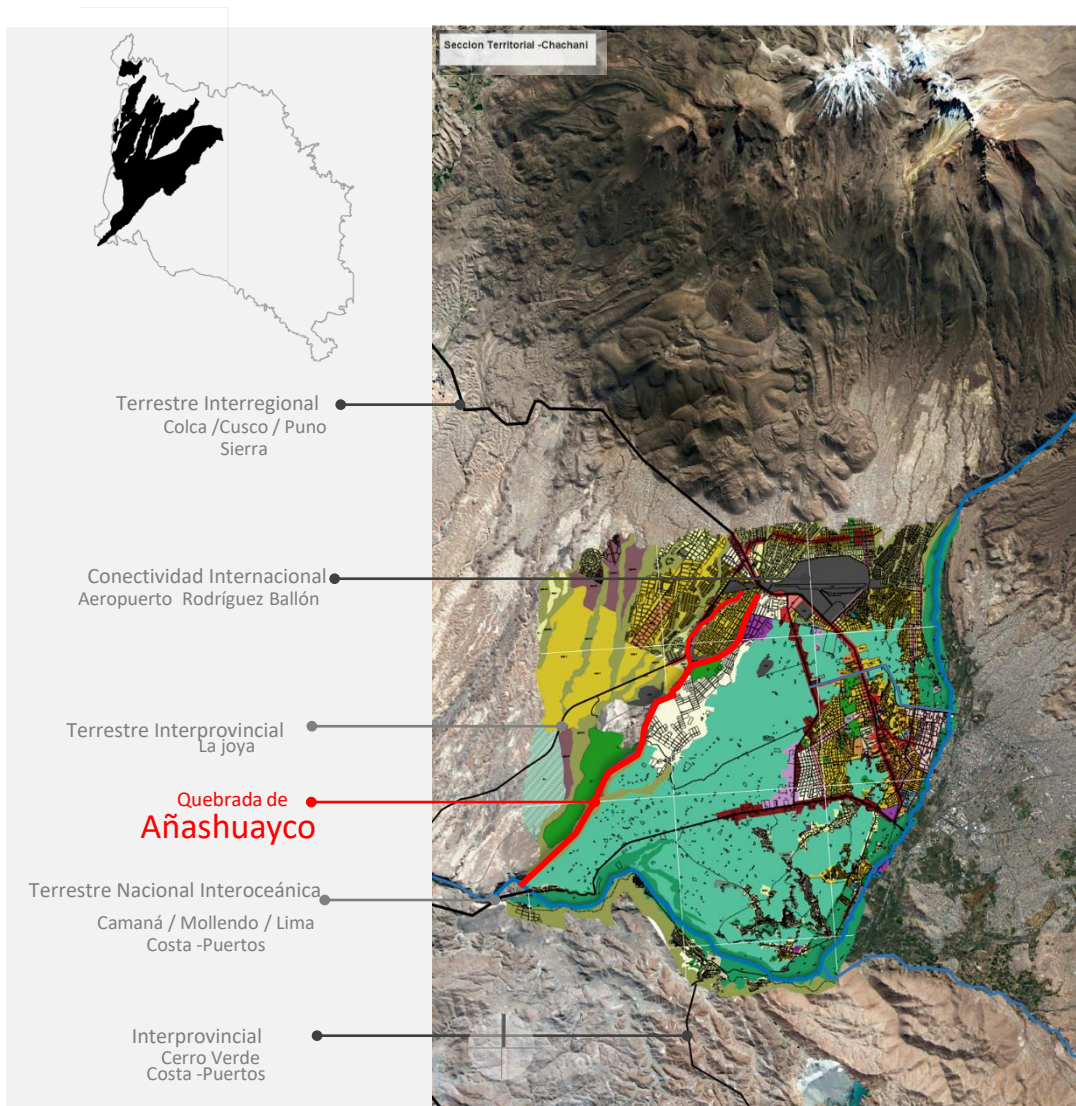 Seccion Territorial -Chachani
Terrestre Interregional
Colca /Cusco / Puno
Sierra
Conectividad Internacional
Aeropuerto Rodríguez Ballón
Terrestre Interprovincial
La joya
Quebrada de
Añashuayco
Terrestre Nacional Interoceánica
Camaná / Mollendo / Lima
Costa -Puertos
Interprovincial
Cerro Verde
Costa -Puertos